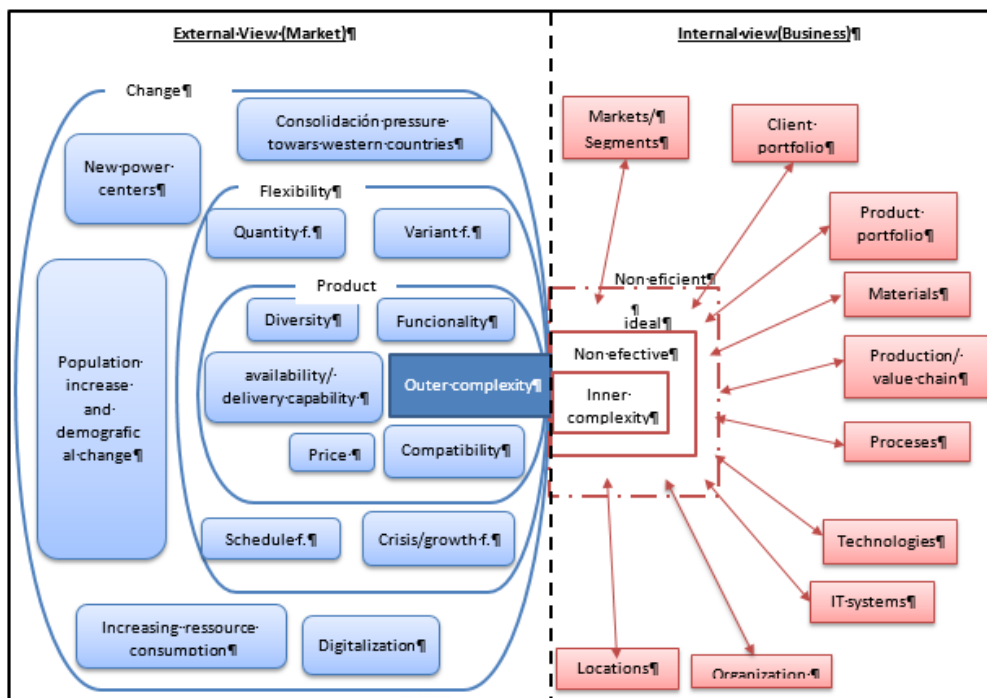 External·View·(Market)¶
Change¶
Consolidación·pressure·
towars·western·countries¶
New·power·
centers¶
Flexibility¶
Quantity·f.¶
Variant·f.¶
Product
Diversity¶
Funcionality¶
Population·
increase·
and·
demografic
al·change¶
availability/·
delivery·capability·¶
Outer·complexity¶
Price·¶
Compatibility¶
Schedule·f.¶
Crisis/growth·f.¶
Increasing··ressource·
consumption¶
Digitalization¶
Internal·view(Business)¶
Markets/¶
Segments¶
Client·
portfolio¶
Product·
portfolio¶
Non·eficient¶
¶
ideal¶
Materials¶
Non·efective¶
Inner·
complexity¶
Production/·
value·chain¶
Proceses¶
Technologies¶
IT·systems¶
Locations¶
Organization·¶